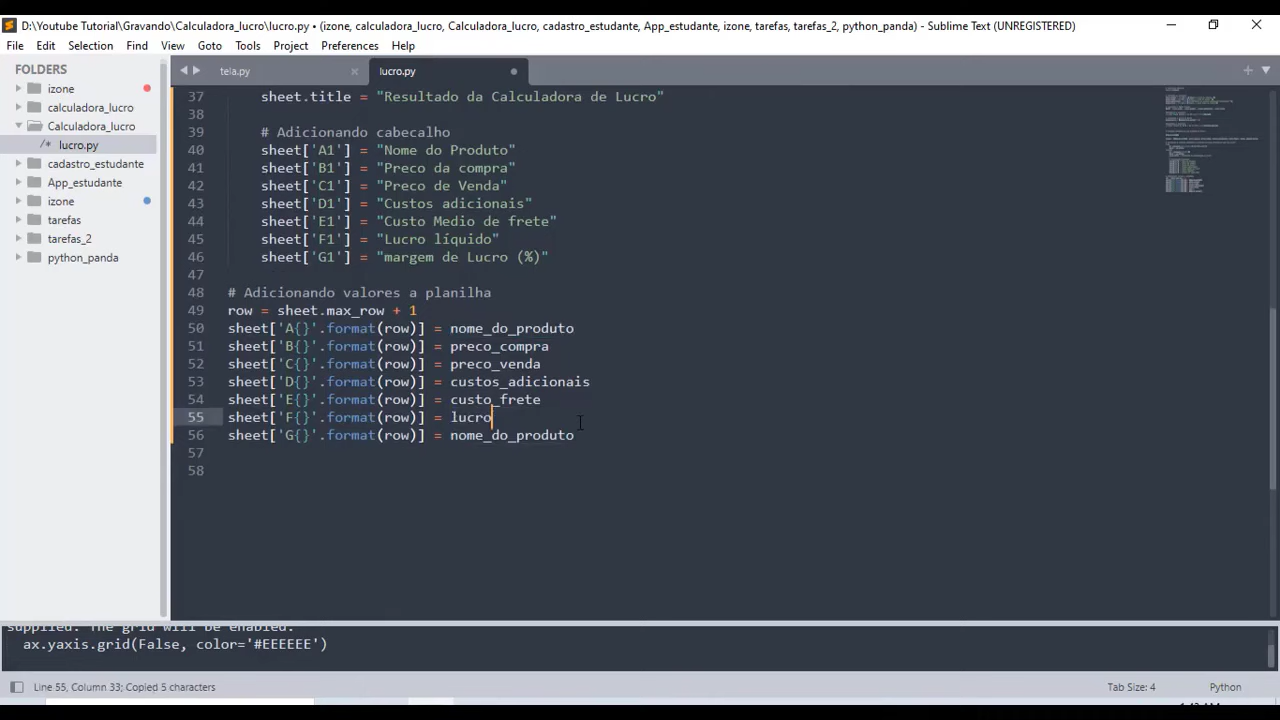 D:\Youtube Tutorial\Gravando\Calculadora_lucro\lucro.py • (izone, calculadora_lucro, Calculadora_lucro, cadastro_estudante, App_estudante, izone, tarefas, tarefas_2, python_panda) - Sublime Text (UNREGISTERED)
File Edit Selection Find View Goto Tools Project Preferences Help
FOLDERS
izone
calculadora_lucro
Calculadora_lucro
/* lucro.py
cadastro_estudante
App_estudante
izone
tarefas
tarefas_2
python_panda
tela.py lucro.py
37 sheet.title = "Resultado da Calculadora de Lucro"
38
39 # Adicionando cabecalho
40 sheet['A1'] = "Nome do Produto"
41 sheet['B1'] = "Preco da compra"
42 sheet['C1'] = "Preco de Venda"
43 sheet['D1'] = "Custos adicionais"
44 sheet['E1'] = "Custo Medio de frete"
45 sheet['F1'] = "Lucro líquido"
46 sheet['G1'] = "margem de Lucro (%)"
47
48 # Adicionando valores a planilha
49 row = sheet.max_row + 1
50 sheet['A{}'.format(row)] = nome_do_produto
51 sheet['B{}'.format(row)] = preco_compra
52 sheet['C{}'.format(row)] = preco_venda
53 sheet['D{}'.format(row)] = custos_adicionais
54 sheet['E{}'.format(row)] = custo_frete
55 sheet['F{}'.format(row)] = lucro
56 sheet['G{}'.format(row)] = nome_do_produto
57
58
supplied. The grid will be enabled.
ax.yaxis.grid(False, color='#EEEEEE')
Line 55, Column 33; Copied 5 characters
Tab Size: 4 Python